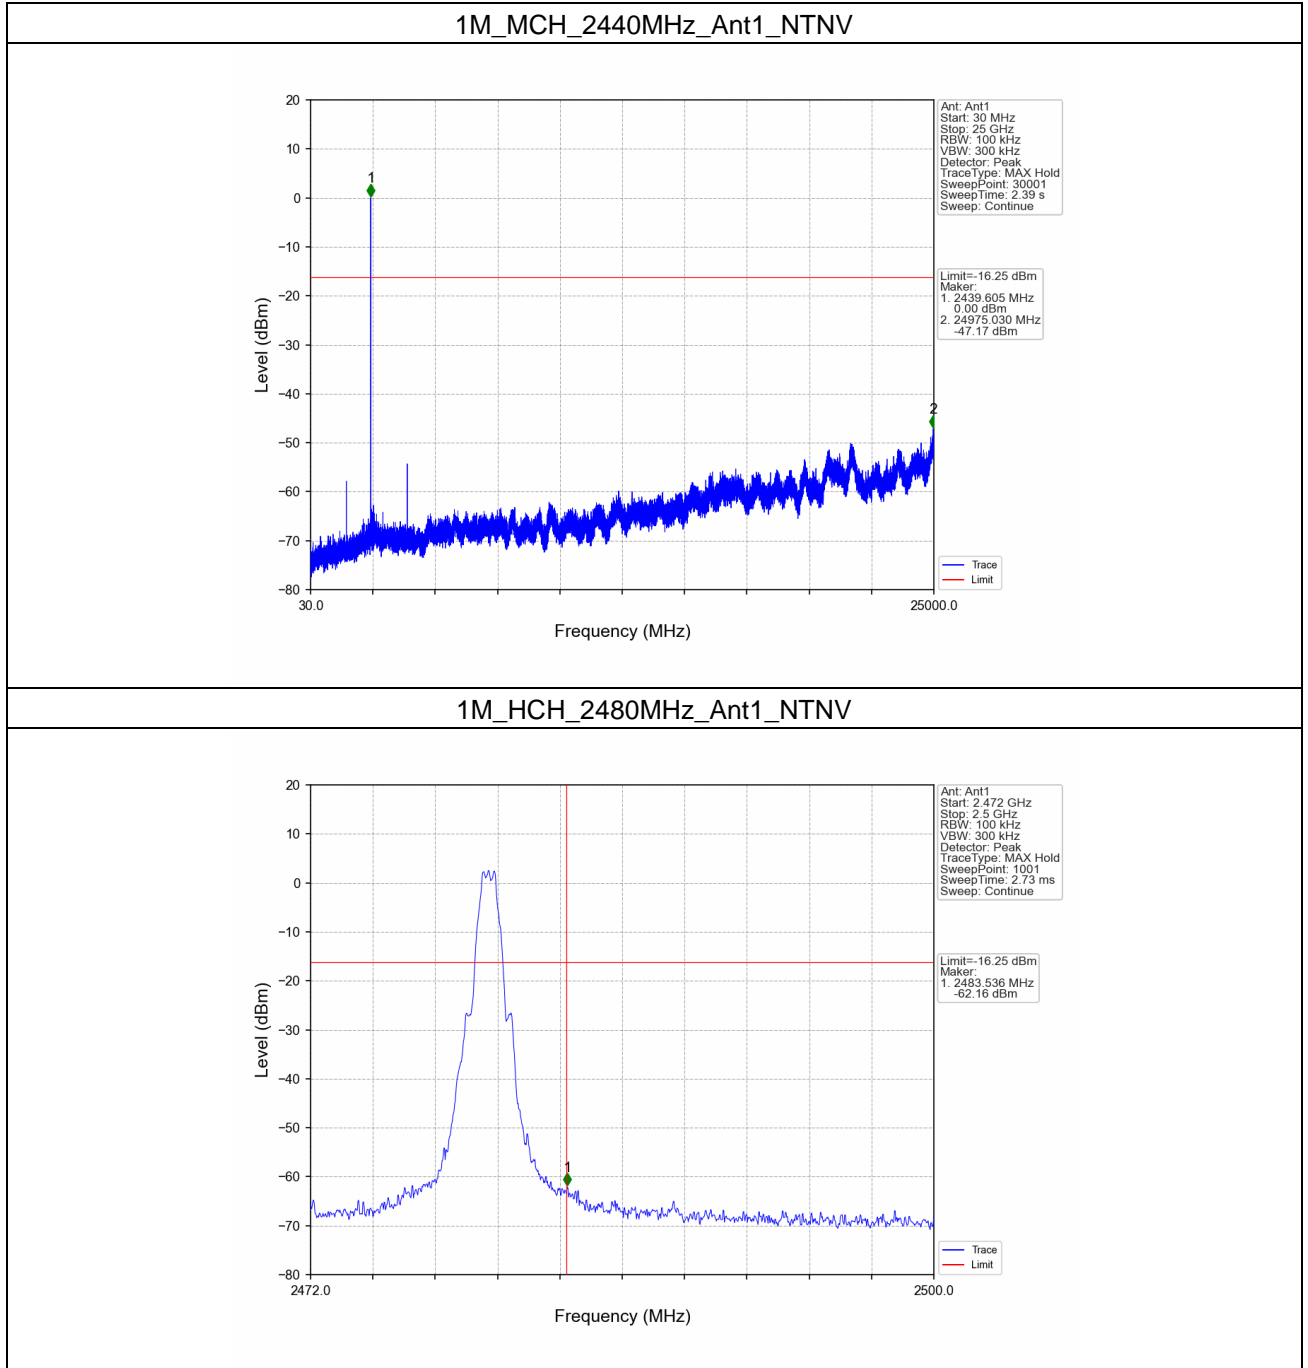 1M_MCH_2440MHz_Ant1_NTNV
20
10
0
−10
−20
−30
−40
−50
−60
−70
−80
Level (dBm)
1
2
30.0
25000.0
Frequency (MHz)
Ant: Ant1
Start: 30 MHz
Stop: 25 GHz
RBW: 100 kHz
VBW: 300 kHz
Detector: Peak
TraceType: MAX Hold
SweepPoint: 30001
SweepTime: 2.39 s
Sweep: Continue
Limit=-16.25 dBm
Maker:
1. 2439.605 MHz
0.00 dBm
2. 24975.030 MHz
-47.17 dBm
Trace
Limit
1M_HCH_2480MHz_Ant1_NTNV
20
10
0
−10
−20
−30
−40
−50
−60
−70
−80
Level (dBm)
1
2472.0
2500.0
Frequency (MHz)
Ant: Ant1
Start: 2.472 GHz
Stop: 2.5 GHz
RBW: 100 kHz
VBW: 300 kHz
Detector: Peak
TraceType: MAX Hold
SweepPoint: 1001
SweepTime: 2.73 ms
Sweep: Continue
Limit=-16.25 dBm
Maker:
1. 2483.536 MHz
-62.16 dBm
Trace
Limit